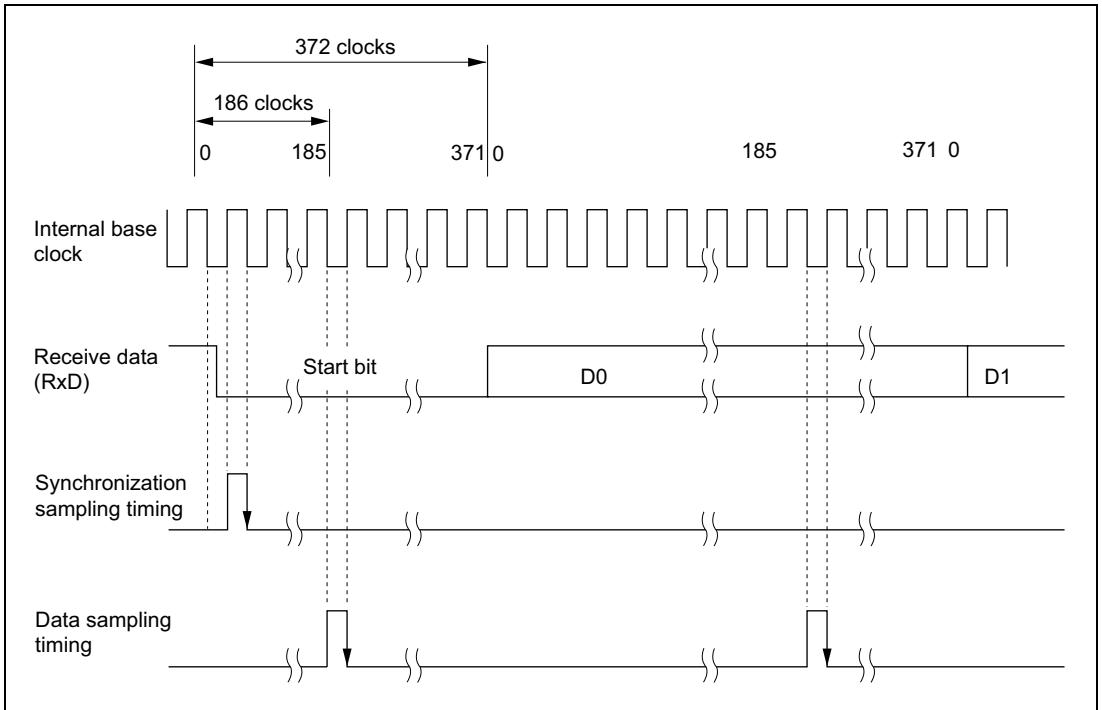 372 clocks
186 clocks
0 185 371 0 185 371 0
Internal base
clock
Receive data
(RxD)
Start bit
D0
D1
Synchronization
sampling timing
Data sampling
timing